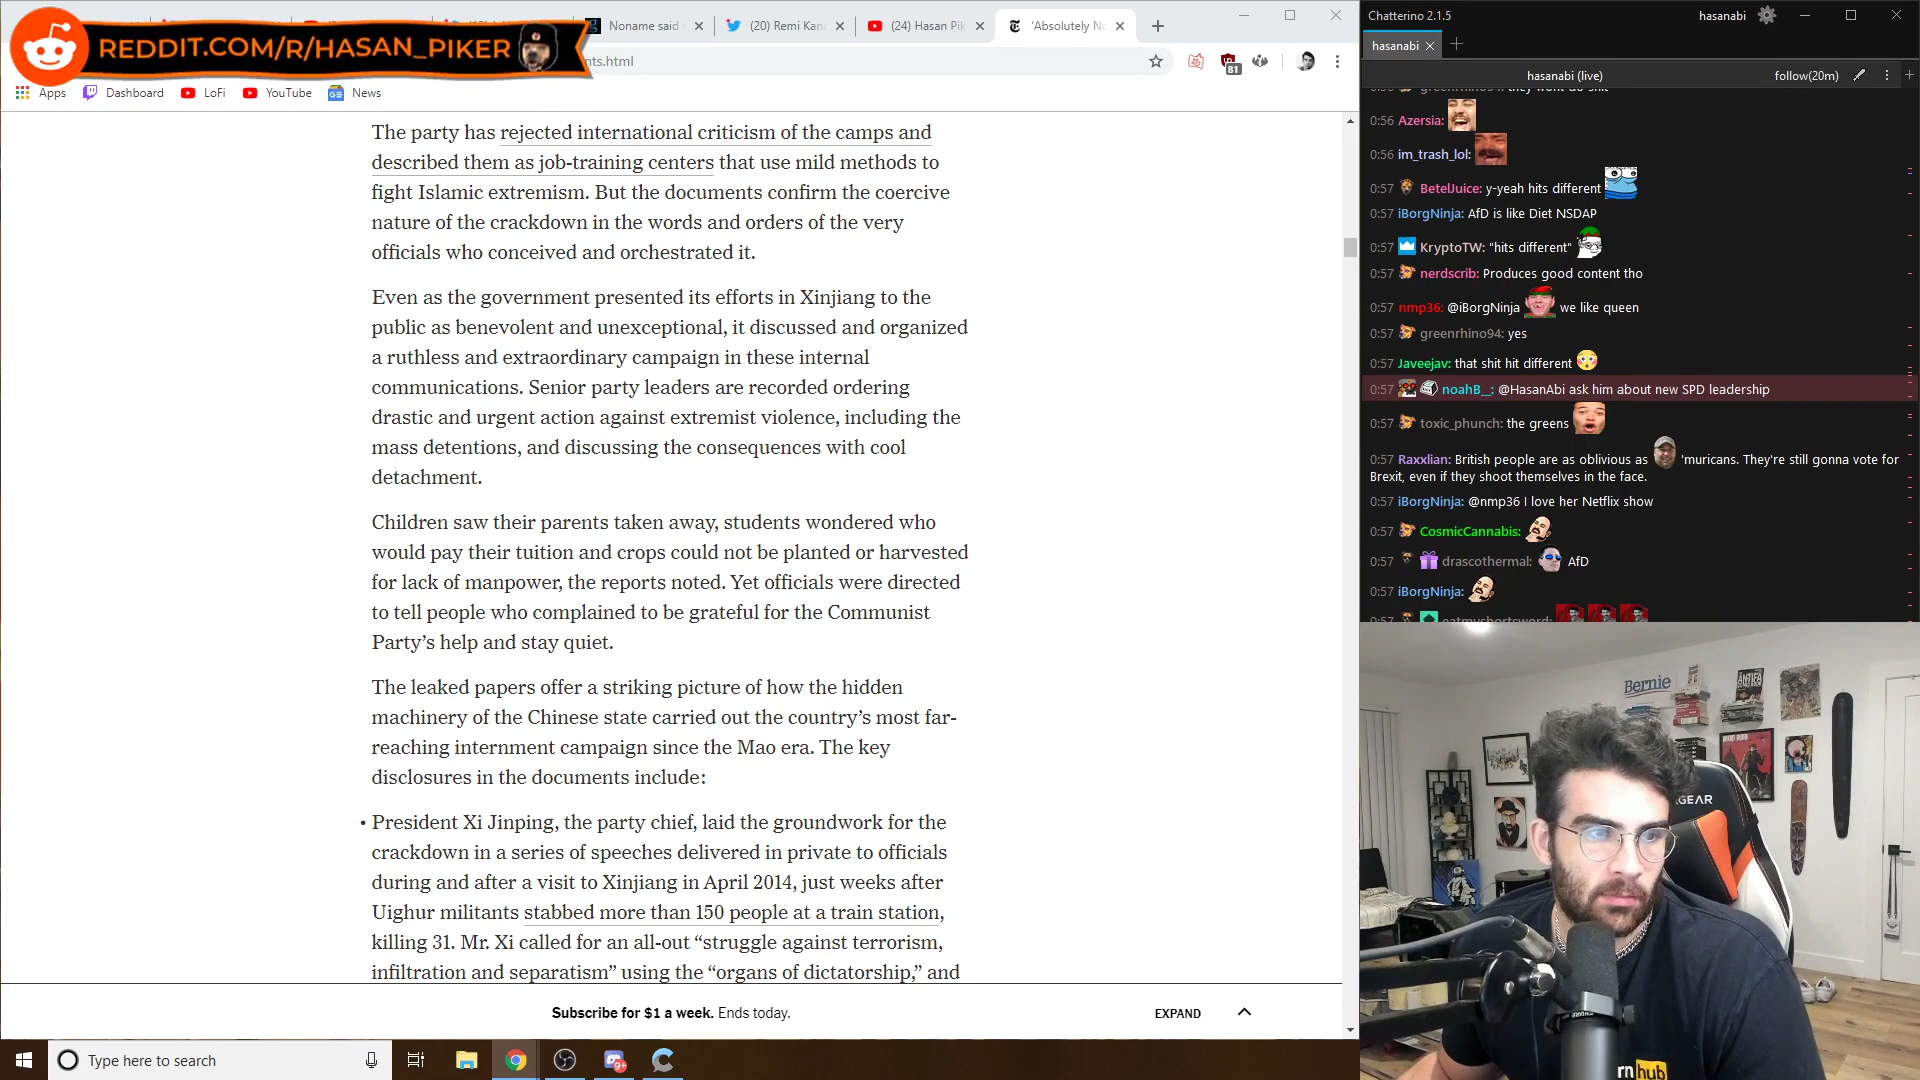 REDDIT.COM/R/HASAN_PIKER
Noname said
(20) Remi Kana
(24) Hasan Pik
'Absolutely No
nts.html
81
Apps
Dashboard
LoFi
YouTube
News
The party has rejected international criticism of the camps and
described them as job-training centers that use mild methods to
fight Islamic extremism. But the documents confirm the coercive
nature of the crackdown in the words and orders of the very
officials who conceived and orchestrated it.
Even as the government presented its efforts in Xinjiang to the
public as benevolent and unexceptional, it discussed and organized
a ruthless and extraordinary campaign in these internal
communications. Senior party leaders are recorded ordering
drastic and urgent action against extremist violence, including the
mass detentions, and discussing the consequences with cool
detachment.
Children saw their parents taken away, students wondered who
would pay their tuition and crops could not be planted or harvested
for lack of manpower, the reports noted. Yet officials were directed
to tell people who complained to be grateful for the Communist
Party's help and stay quiet.
The leaked papers offer a striking picture of how the hidden
machinery of the Chinese state carried out the country's most far-
reaching internment campaign since the Mao era. The key
disclosures in the documents include:
• President Xi Jinping, the party chief, laid the groundwork for the
crackdown in a series of speeches delivered in private to officials
during and after a visit to Xinjiang in April 2014, just weeks after
Uighur militants stabbed more than 150 people at a train station,
killing 31. Mr. Xi called for an all-out "struggle against terrorism,
infiltration and separatism" using the "organs of dictatorship," and
Subscribe for $1 a week. Ends today.
EXPAND
Type here to search
9+
Chatterino 2.1.5
hasanabi
hasanabi
hasanabi (live)
follow(20m)
0:56 Azersia:
0:56 im_trash_lol:
0:57 BetelJuice: y-yeah hits different
0:57 iBorgNinja: AfD is like Diet NSDAP
0:57 KryptoTW: "hits different"
0:57 nerdscrib: Produces good content tho
0:57 nmp36: @iBorgNinja we like queen
0:57 greenrhino94: yes
0:57 Javeejav: that shit hit different
0:57 noahB__: @HasanAbi ask him about new SPD leadership
0:57 toxic_phunch: the greens
0:57 Raxxlian: British people are as oblivious as 'muricans. They're still gonna vote for
Brexit, even if they shoot themselves in the face.
0:57 iBorgNinja: @nmp36 I love her Netflix show
0:57 CosmicCannabis:
0:57 drascothermal: AfD
0:57 iBorgNinja:
0:57 eatmyshortsword:
Bernie
ANTIFA
GEAR
rn hub